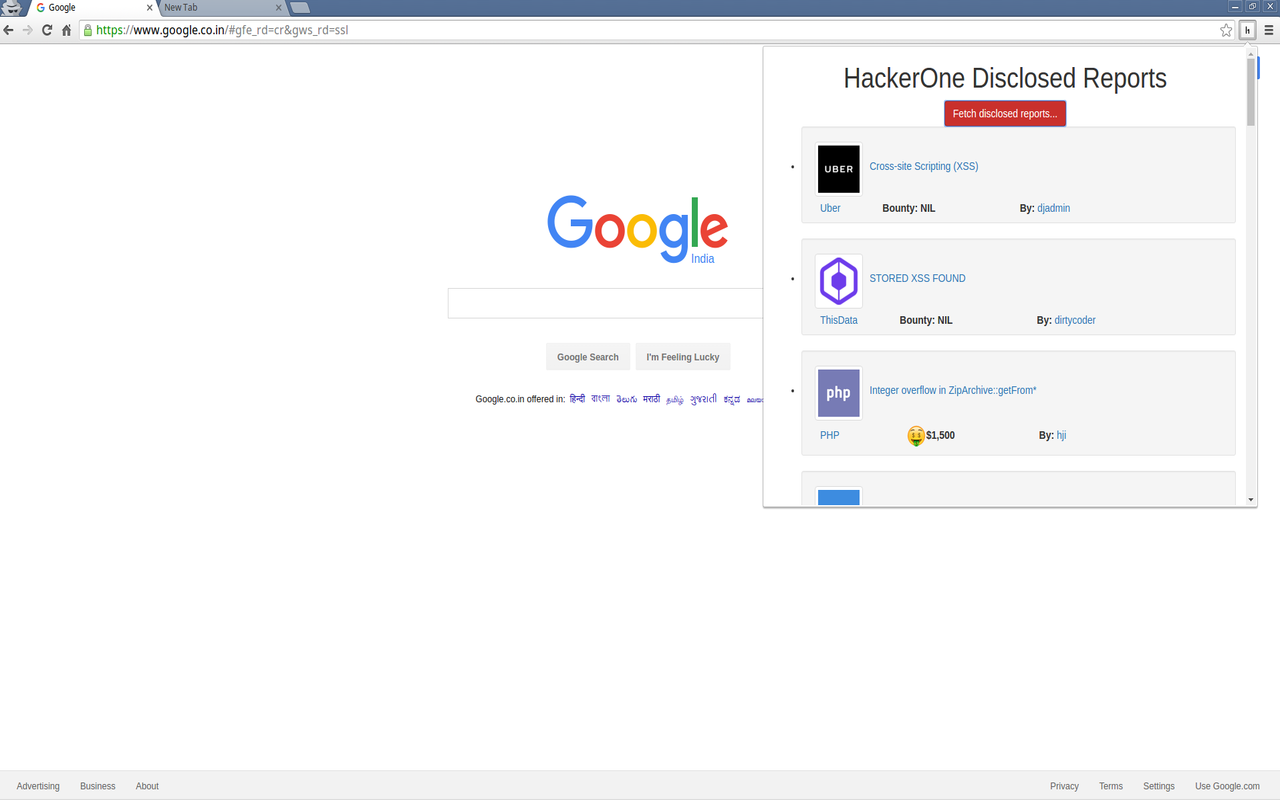 Google
New Tab
https://www.google.co.in/#gfe_rd=cr&gws_rd=ssl
h
HackerOne Disclosed Reports
Fetch disclosed reports...
UBER
Cross-site Scripting (XSS)
Uber Bounty: NIL By: djadmin
STORED XSS FOUND
ThisData Bounty: NIL By: dirtycoder
php
Integer overflow in ZipArchive::getFrom*
PHP $1,500 By: hji
Google
India
Google Search I'm Feeling Lucky
Google.co.in offered in: हिन्दी বাংলা తెలుగు मराठी தமிழ் ગુજરાતી ಕನ್ನಡ
Advertising Business About Privacy Terms Settings Use Google.com